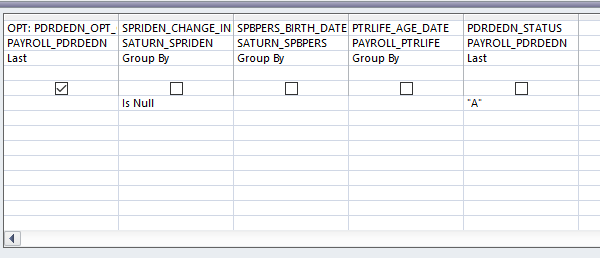 OPT: PDRDEDN_OPT_ SPRIDEN_CHANGE_IN SPBPERS_BIRTH_DATE PTRLIFE_AGE_DATE PDRDEDN_STATUS
PAYROLL_PDRDEDN SATURN_SPRIDEN SATURN_SPBPERS PAYROLL_PTRLIFE PAYROLL_PDRDEDN
Last Group By Group By Group By Last
Is Null "A"